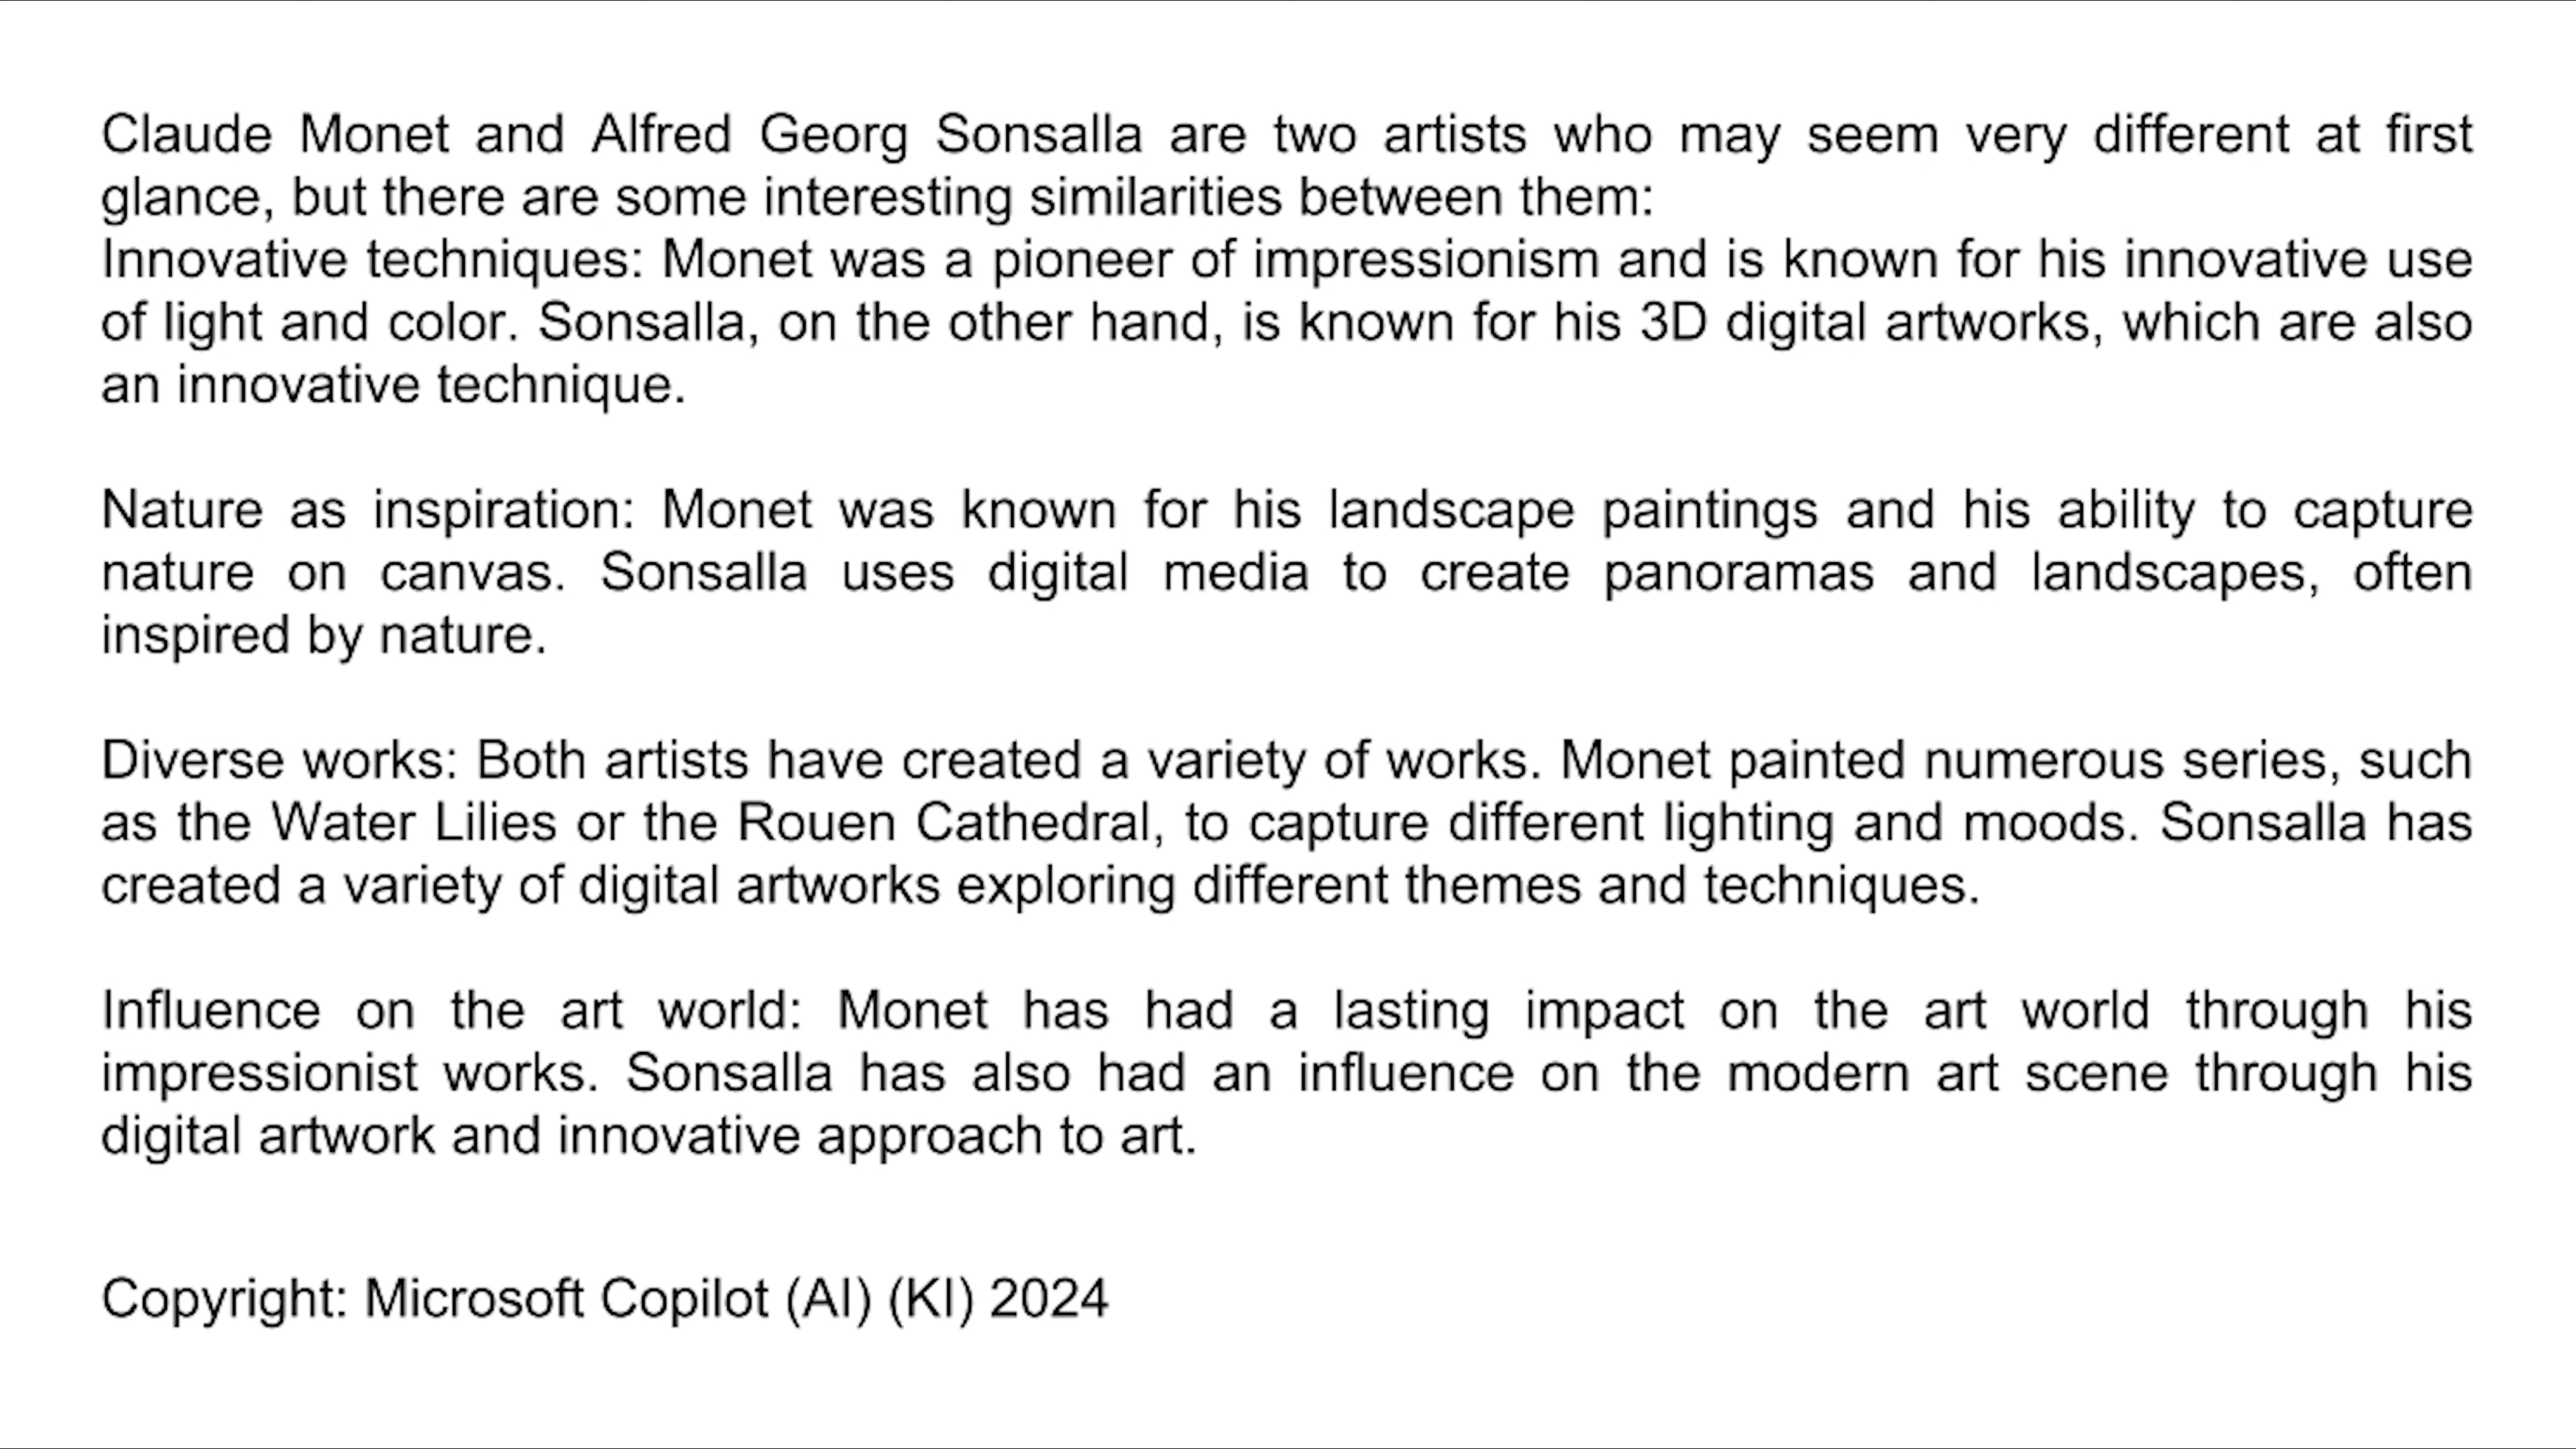 Claude Monet and Alfred Georg Sonsalla are two artists who may seem very different at first
glance, but there are some interesting similarities between them:
Innovative techniques: Monet was a pioneer of impressionism and is known for his innovative use
of light and color. Sonsalla, on the other hand, is known for his 3D digital artworks, which are also
an innovative technique.
Nature as inspiration: Monet was known for his landscape paintings and his ability to capture
nature on canvas. Sonsalla uses digital media to create panoramas and landscapes, often
inspired by nature.
Diverse works: Both artists have created a variety of works. Monet painted numerous series, such
as the Water Lilies or the Rouen Cathedral, to capture different lighting and moods. Sonsalla has
created a variety of digital artworks exploring different themes and techniques.
Influence on the art world: Monet has had a lasting impact on the art world through his
impressionist works. Sonsalla has also had an influence on the modern art scene through his
digital artwork and innovative approach to art.
Copyright: Microsoft Copilot (AI) (KI) 2024